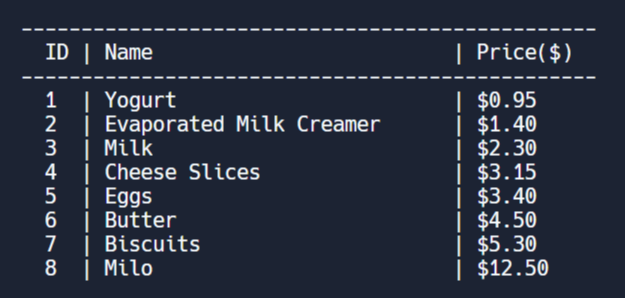 ------------------------------------------------
ID | Name | Price($)
------------------------------------------------
1 | Yogurt | $0.95
2 | Evaporated Milk Creamer | $1.40
3 | Milk | $2.30
4 | Cheese Slices | $3.15
5 | Eggs | $3.40
6 | Butter | $4.50
7 | Biscuits | $5.30
8 | Milo | $12.50